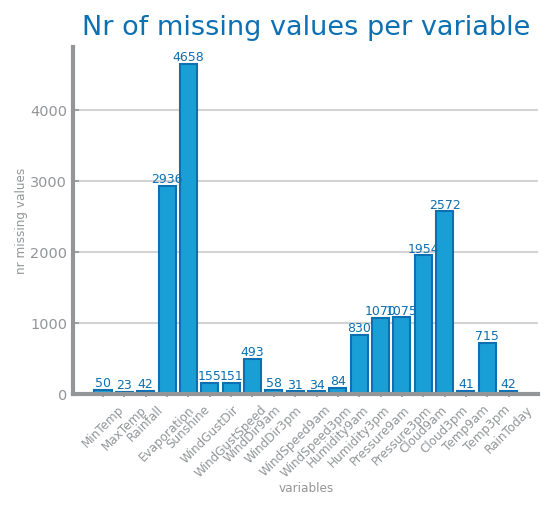 Nr of missing values per variable
nr missing values
4000
3000
2000
1000
0
50 23 42 2936 4658 155 151 493 58 31 34 84 830 1070 1075 1954 2572 41 715 42
MinTemp MaxTemp Rainfall Evaporation Sunshine WindGustDir WindGustSpeed WindDir9am WindDir3pm WindSpeed9am WindSpeed3pm Humidity9am Humidity3pm Pressure9am Pressure3pm Cloud9am Cloud3pm Temp9am Temp3pm RainToday
variables